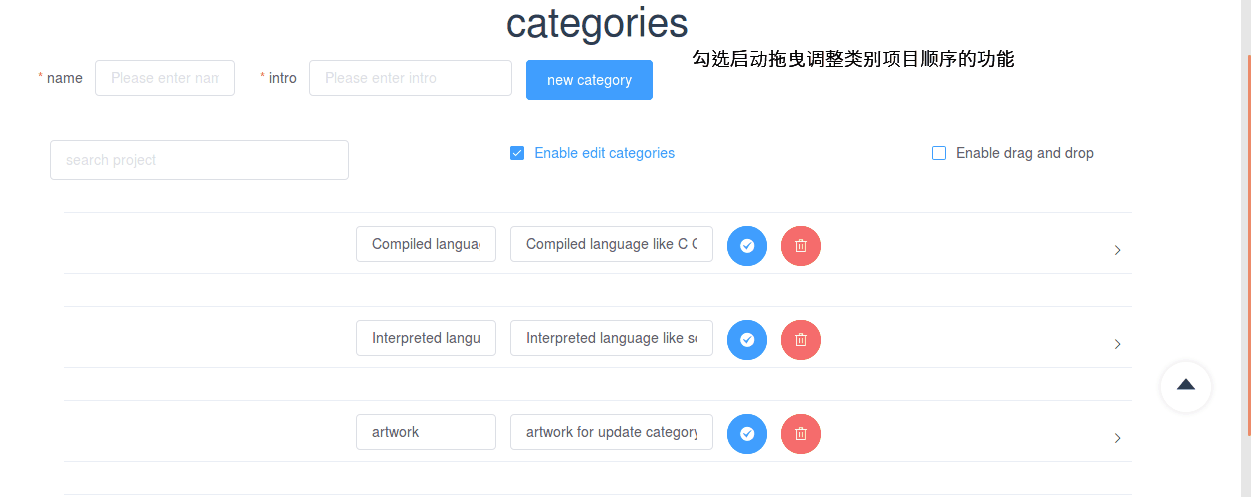 categories
勾选启动拖曳调整类别项目顺序的功能
* name Please enter nam * intro Please enter intro new category
search project Enable edit categories Enable drag and drop
Compiled langua Compiled language like C
Interpreted langu Interpreted language like s
artwork artwork for update category